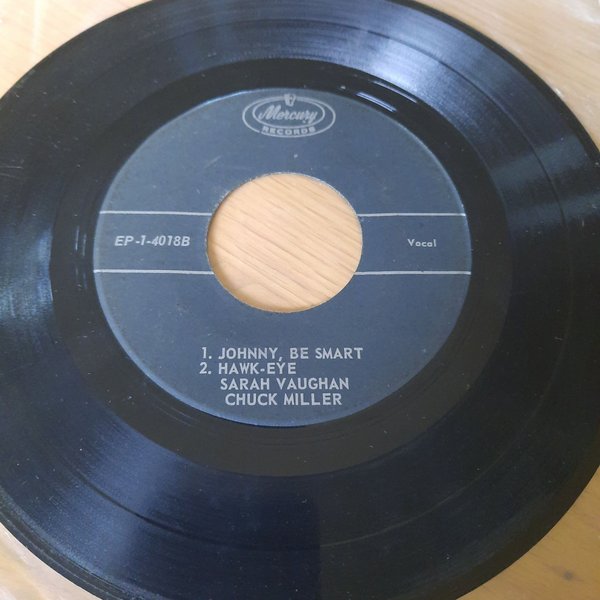 Mercury
RECORDS
EP-1-4018B
Vocal
1. JOHNNY, BE SMART
2. HAWK-EYE
SARAH VAUGHAN
CHUCK MILLER